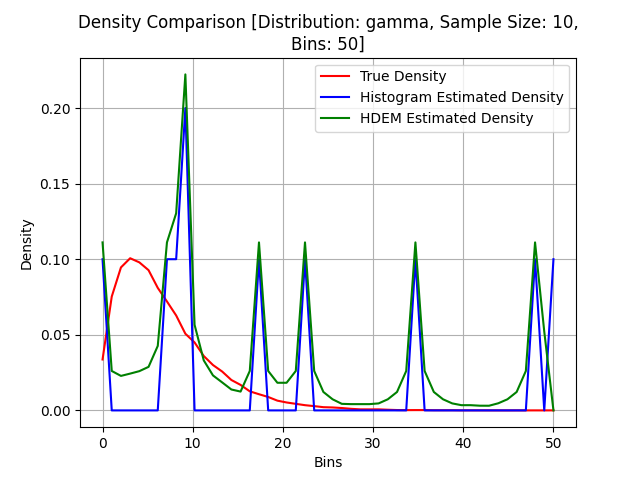 Density Comparison [Distribution: gamma, Sample Size: 10,
Bins: 50]
True Density
Histogram Estimated Density
HDEM Estimated Density
Density
0.20
0.15
0.10
0.05
0.00
0 10 20 30 40 50
Bins